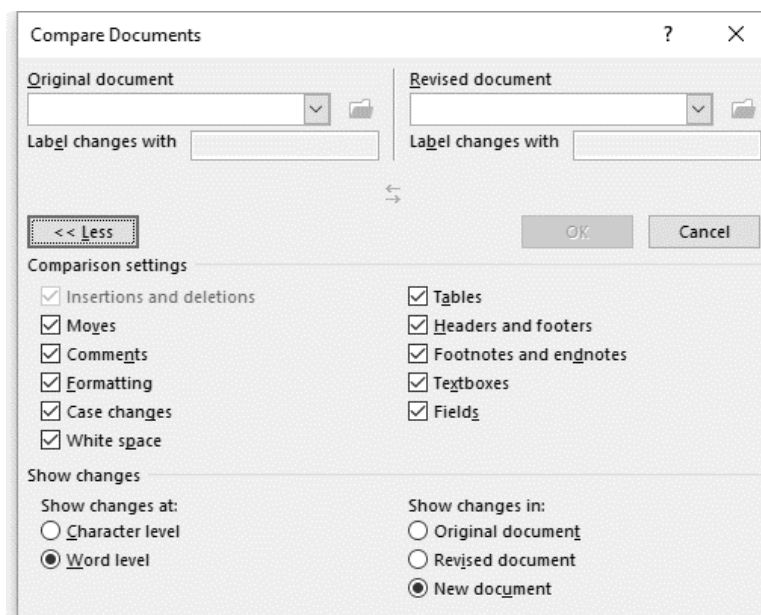 Compare Documents ?
Original document Revised document
Label changes with Label changes with
<< Less OK Cancel
Comparison settings
Insertions and deletions Tables
Moves Headers and footers
Comments Footnotes and endnotes
Formatting Textboxes
Case changes Fields
White space
Show changes
Show changes at: Show changes in:
Character level Original document
Word level Revised document
New document